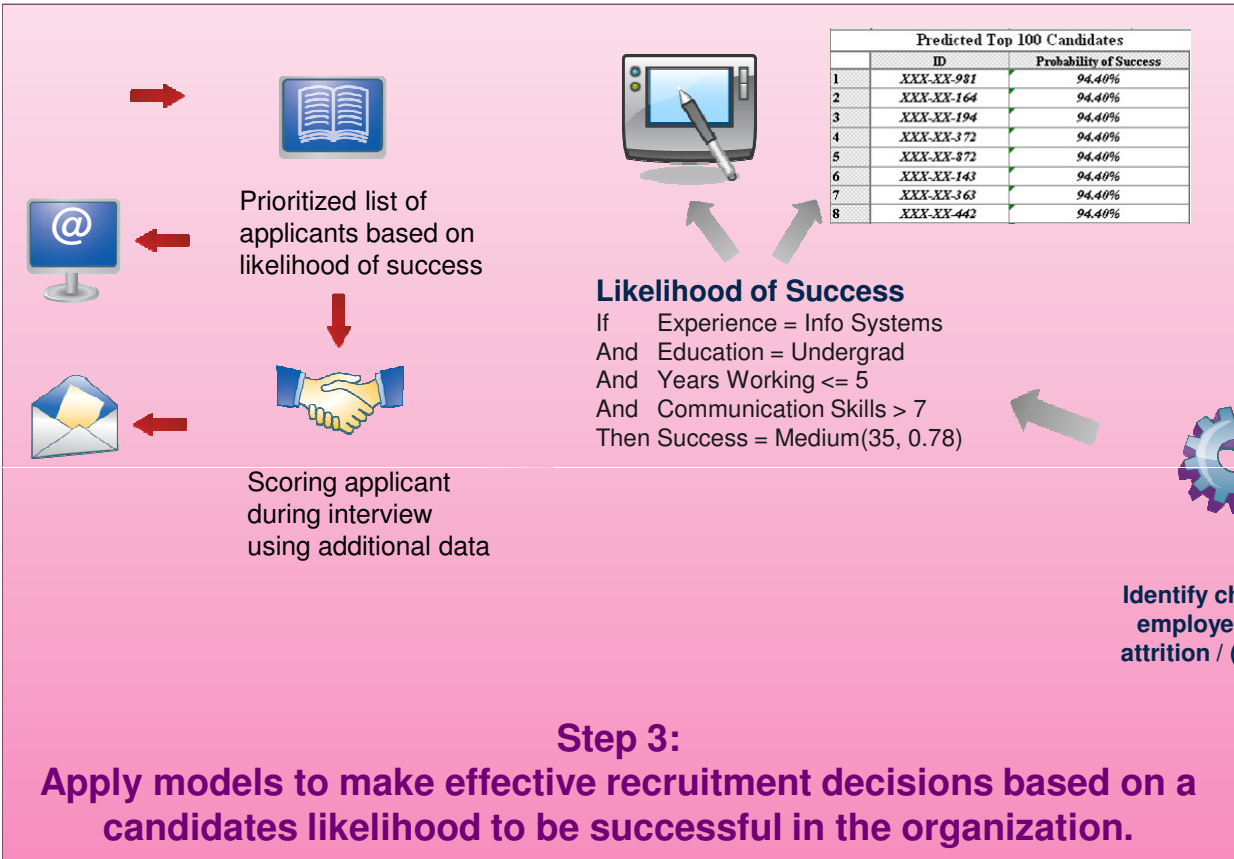 Predicted Top 100 Candidates
ID Probability of Success
1 XXX-XX-981 94.40%
2 XXX-XX-164 94.40%
3 XXX-XX-194 94.40%
4 XXX-XX-372 94.40%
5 XXX-XX-872 94.40%
6 XXX-XX-143 94.40%
7 XXX-XX-363 94.40%
8 XXX-XX-442 94.40%
@
Prioritized list of
applicants based on
likelihood of success
Scoring applicant
during interview
using additional data
Likelihood of Success
If Experience = Info Systems
And Education = Undergrad
And Years Working <= 5
And Communication Skills > 7
Then Success = Medium(35, 0.78)
Identify
attrition / (
Step 3:
Apply models to make effective recruitment decisions based on a
candidates likelihood to be successful in the organization.